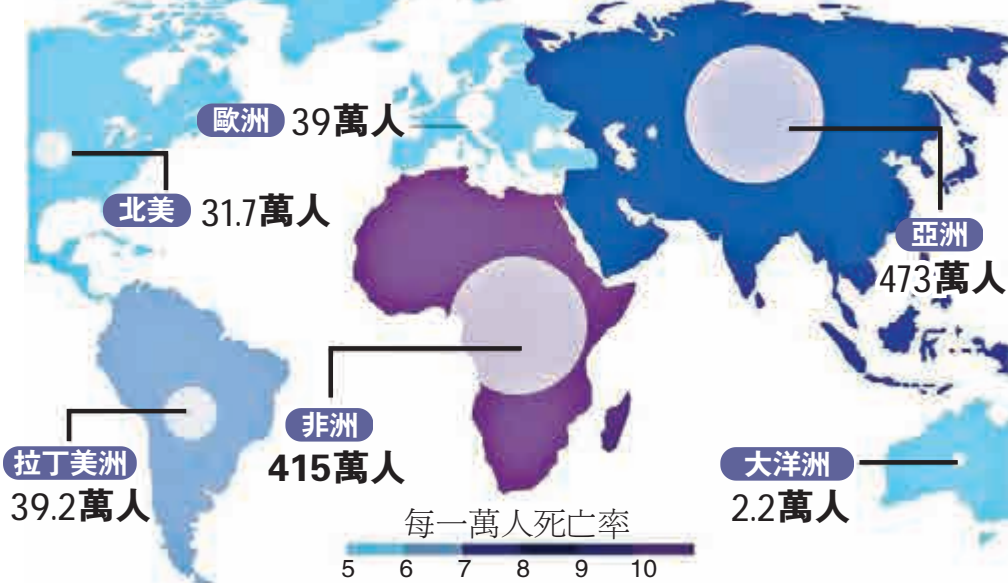 歐洲 39萬人
北美 31.7萬人
亞洲
473萬人
非洲
415萬人
拉丁美洲
39.2萬人
大洋洲
2.2萬人
每一萬人死亡率
5 6 7 8 9 10